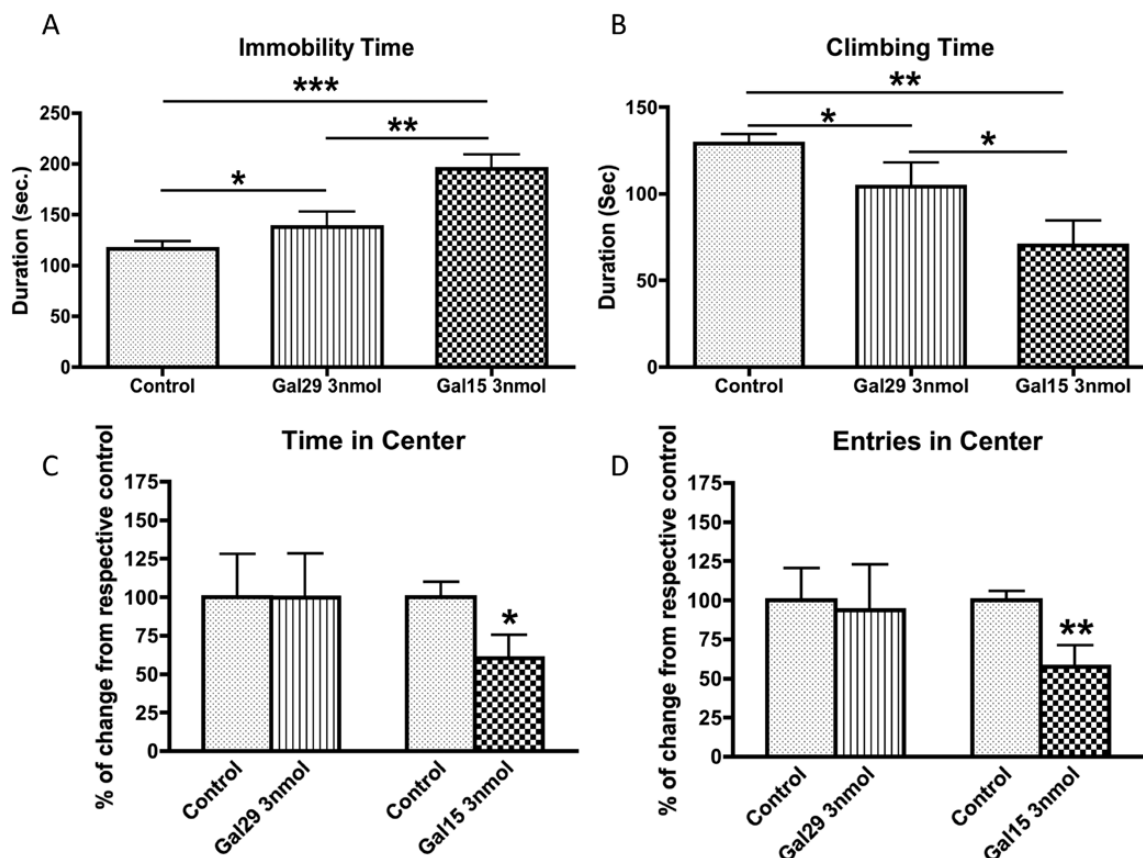 A
Immobility Time
***
**
*
Duration (sec.)
250
200
150
100
50
0
Control
Gal29 3nmol
Gal15 3nmol
B
Climbing Time
**
*
*
Duration (Sec)
150
100
50
0
Control
Gal29 3nmol
Gal15 3nmol
C
Time in Center
% of change from respective control
175
150
125
100
75
50
25
0
*
Control
Gal29 3nmol
Control
Gal15 3nmol
D
Entries in Center
% of change from respective control
175
150
125
100
75
50
25
0
**
Control
Gal29 3nmol
Control
Gal15 3nmol